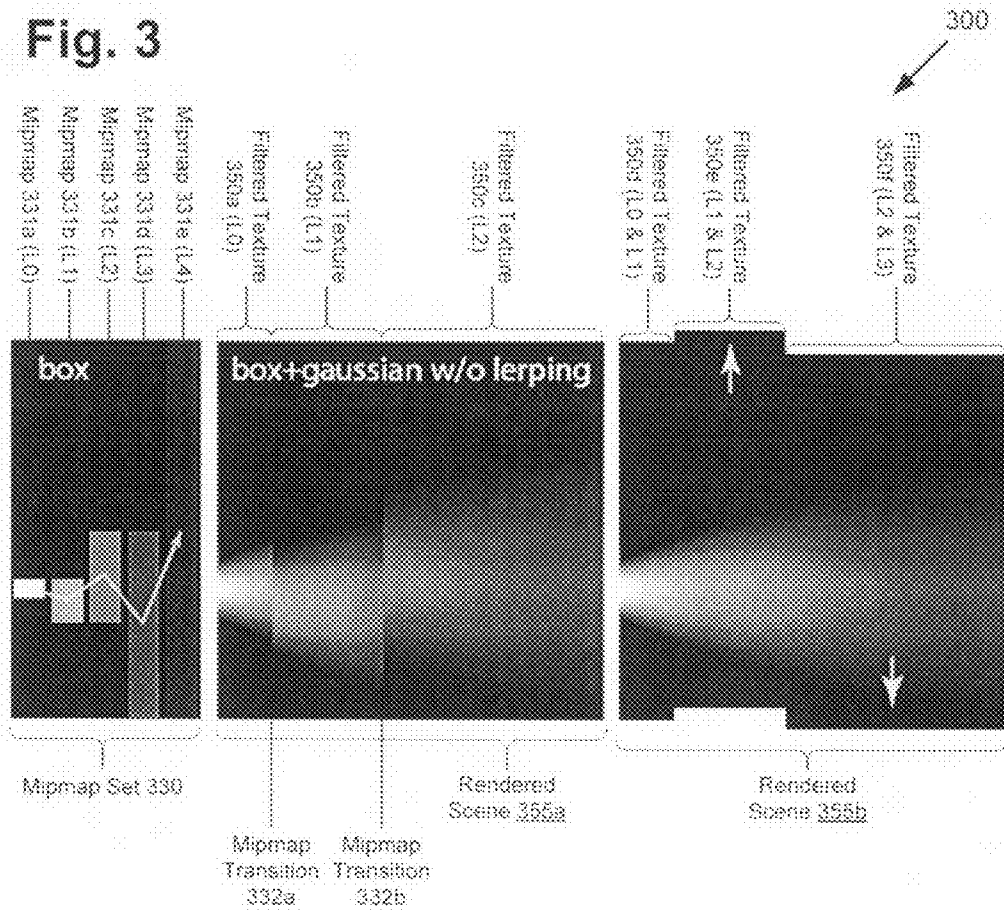 Fig. 3
300
Mipmap 331a (L0)
Mipmap 331b (L1)
Mipmap 331c (L2)
Mipmap 331d (L3)
Mipmap 331e (L4)
Filtered Texture
350a (L0)
Filtered Texture
350b (L1)
Filtered Texture
350c (L2)
Filtered Texture
350d (L0 & L1)
Filtered Texture
350e (L1 & L2)
Filtered Texture
350f (L2 & L3)
box
box+gaussian w/o lerping
Mipmap Set 330
Rendered
Scene 355a
Rendered
Scene 355b
Mipmap
Transition
332a
Mipmap
Transition
332b